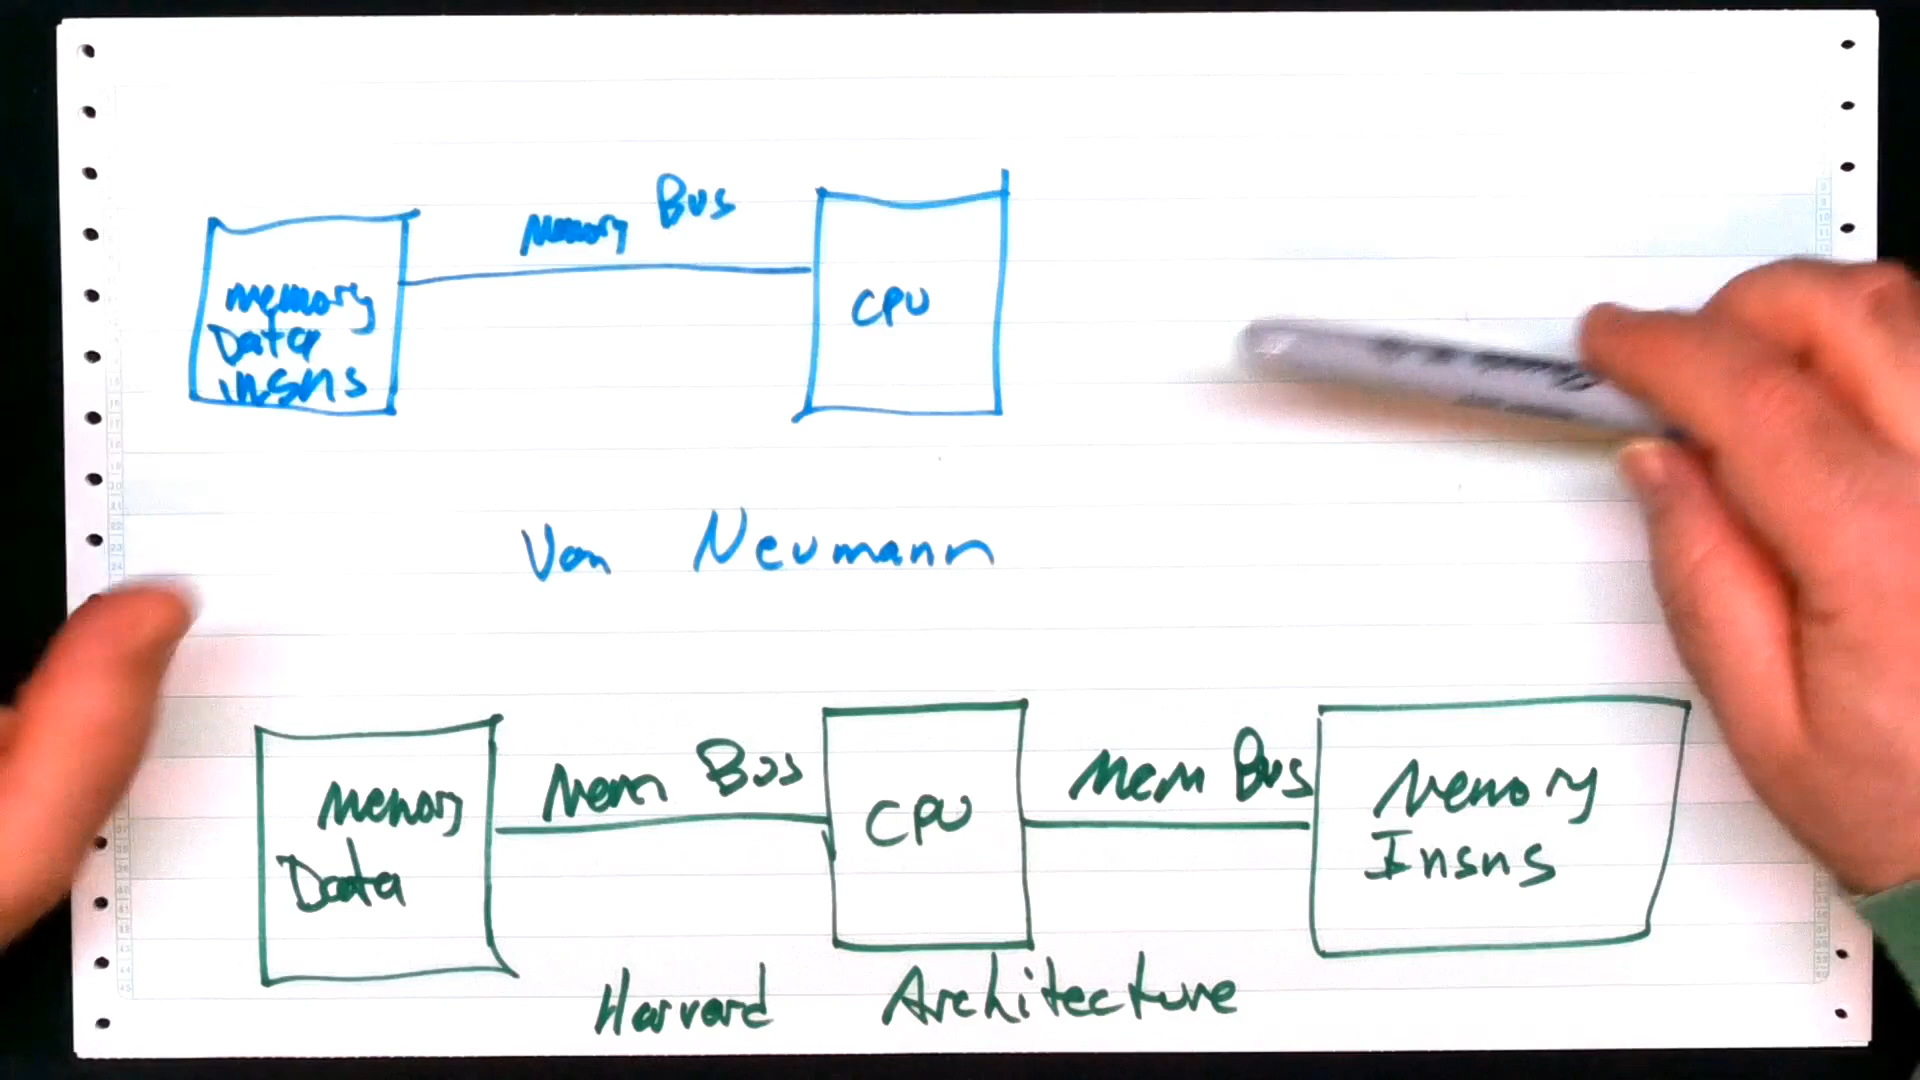 Memory Bus
memory
Data
insns
CPU
Von Neumann
Memory
Data
Mem Bus
CPU
Mem Bus
Memory
Insns
Harvard Architecture